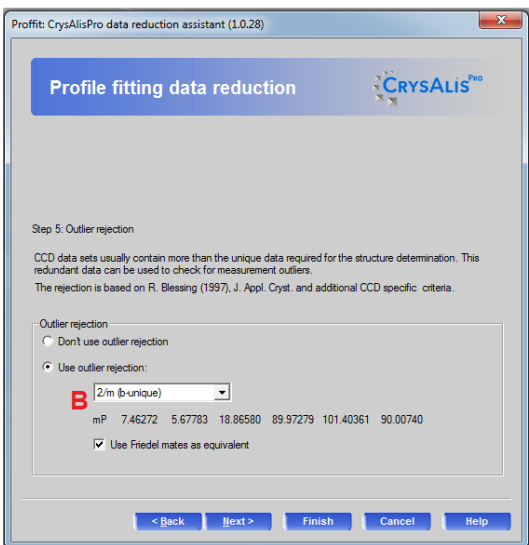 Proffit: CrysAlisPro data reduction assistant (1.0.28)
Profile fitting data reduction
CRYSALIS PRO
Step 5: Outlier rejection
CCD data sets usually contain more than the unique data required for the structure determination. This
redundant data can be used to check for measurement outliers.
The rejection is based on R. Blessing (1997), J. Appl. Cryst. and additional CCD specific criteria.
Outlier rejection
Don't use outlier rejection
Use outlier rejection:
B 2/m (b-unique)
mP 7.46272 5.67783 18.86580 89.97279 101.40361 90.00740
Use Friedel mates as equivalent
< Back Next > Finish Cancel Help